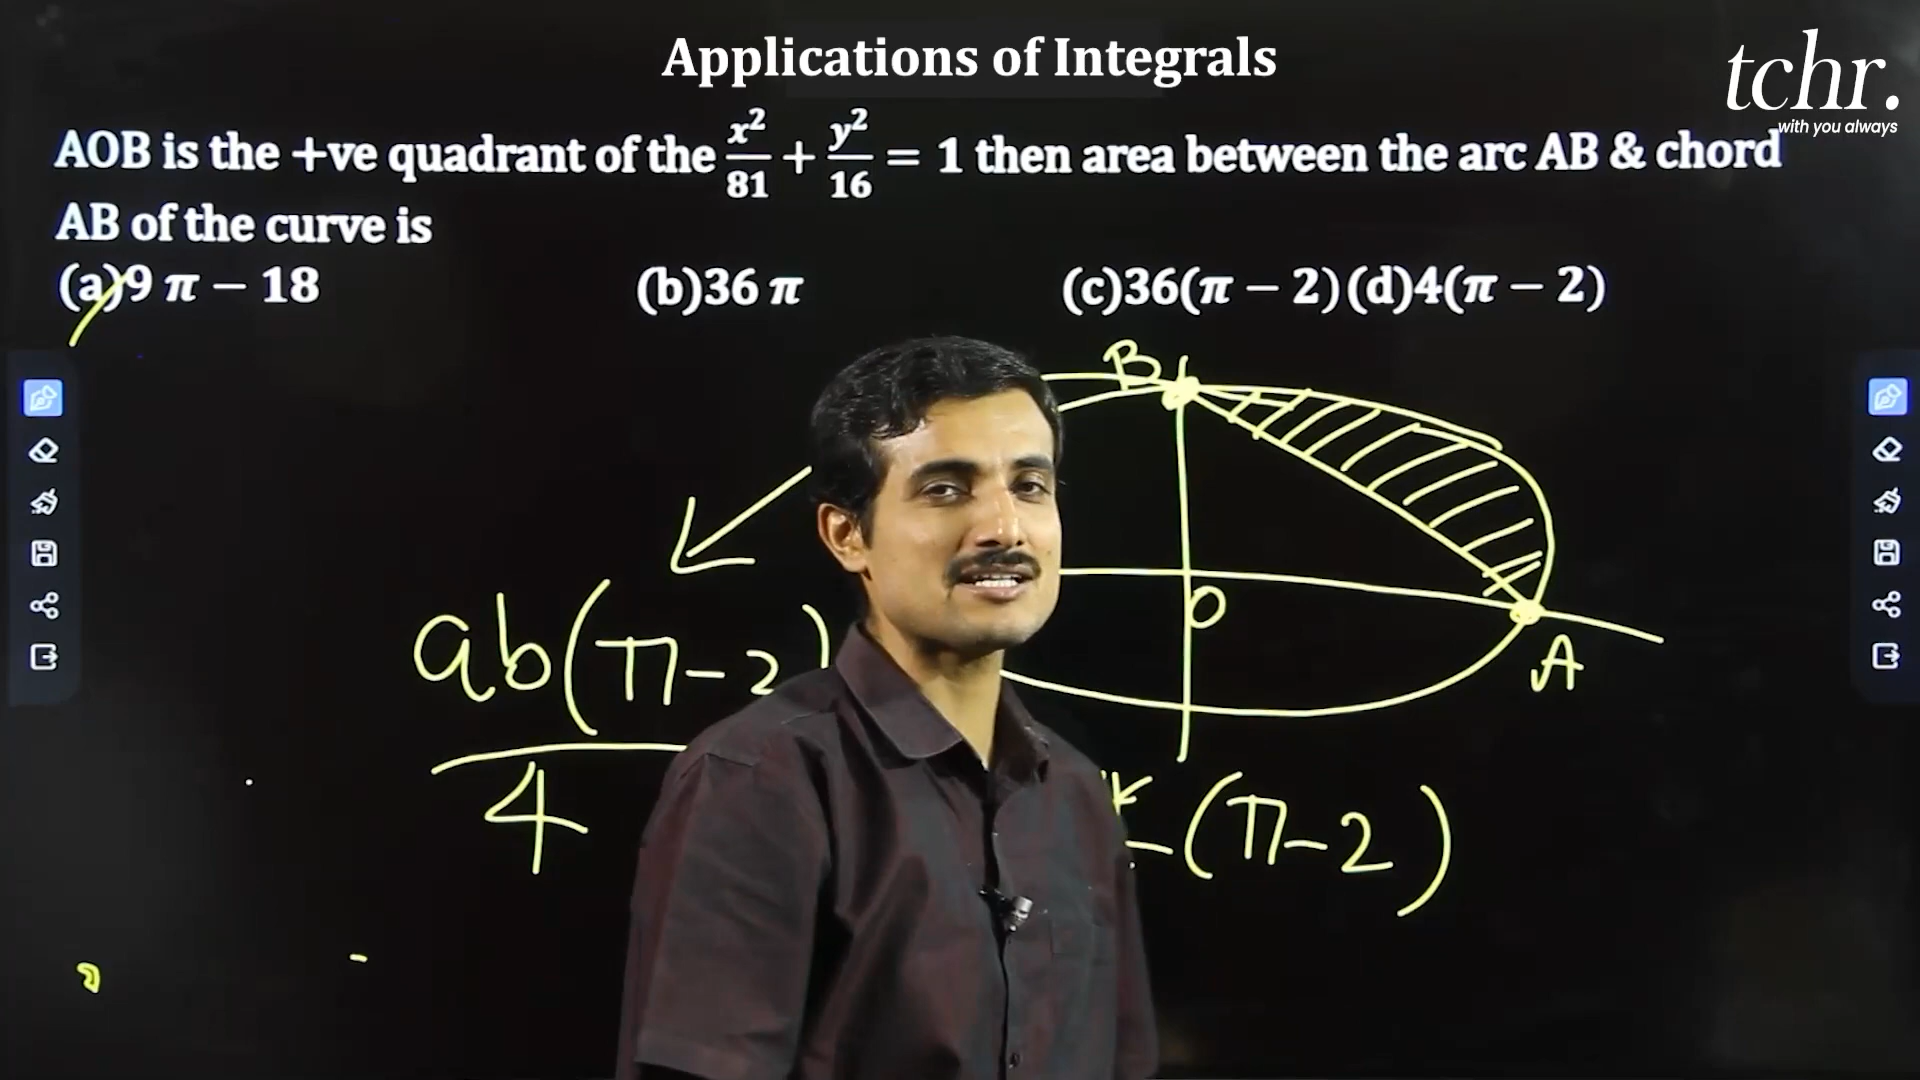 Applications of Integrals
tchr.
with you always
AOB is the +ve quadrant of the x²/81 + y²/16 = 1 then area between the arc AB & chord
AB of the curve is
(a)9 π − 18 (b)36 π (c)36(π − 2) (d)4(π − 2)
B
O
A
ab(π-2)
4
(π-2)